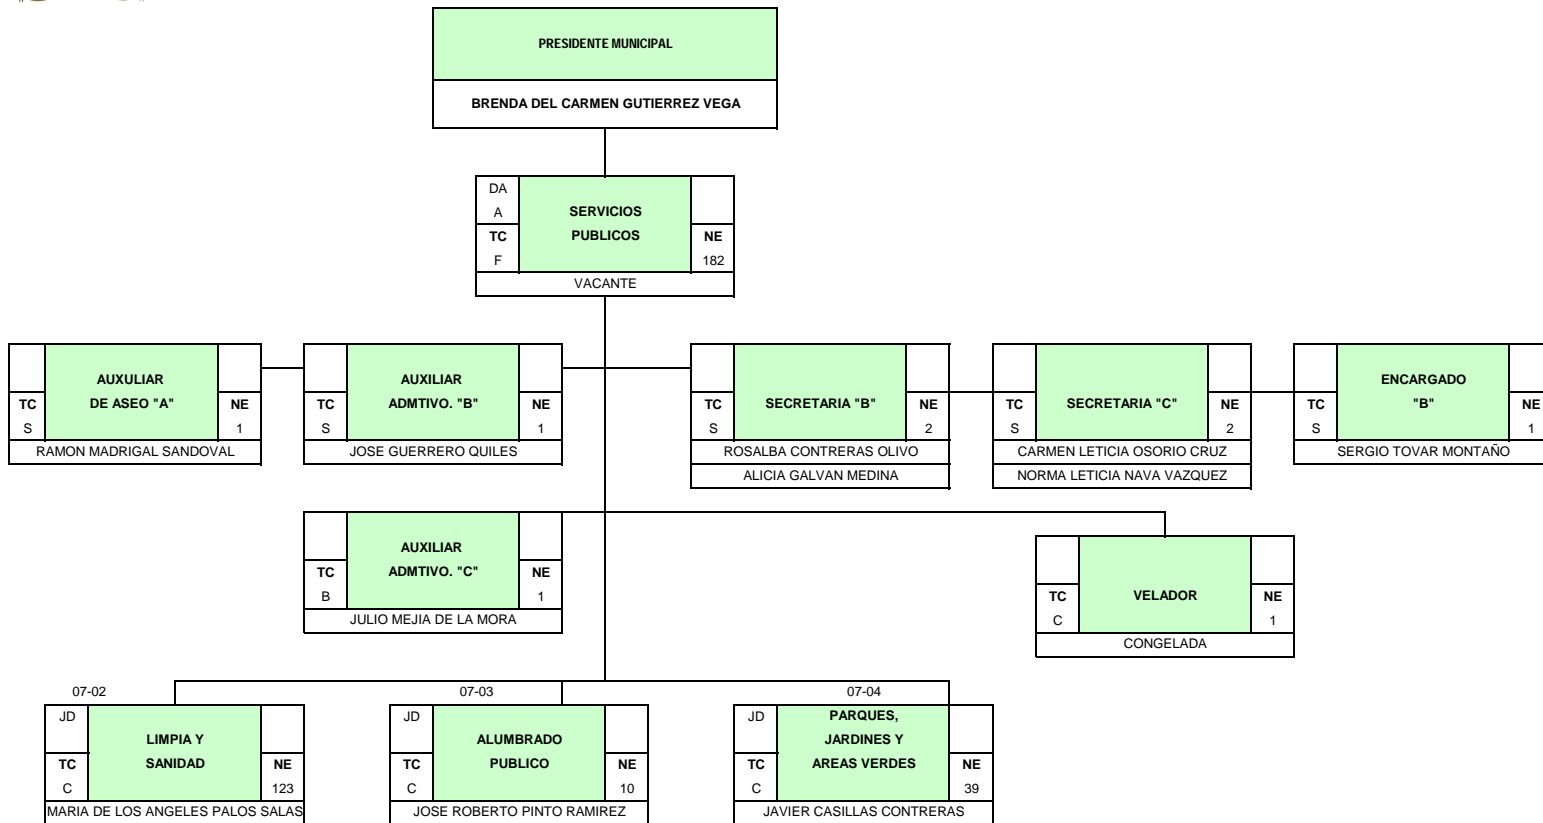 PRESIDENTE MUNICIPAL
BRENDA DEL CARMEN GUTIERREZ VEGA
DA
A
SERVICIOS
PUBLICOS
TC
NE
F
182
VACANTE
AUXULIAR
DE ASEO "A"
TC
NE
S
1
RAMON MADRIGAL SANDOVAL
AUXILIAR
ADMTIVO. "B"
TC
NE
S
1
JOSE GUERRERO QUILES
SECRETARIA "B"
TC
NE
S
2
ROSALBA CONTRERAS OLIVO
ALICIA GALVAN MEDINA
SECRETARIA "C"
TC
NE
S
2
CARMEN LETICIA OSORIO CRUZ
NORMA LETICIA NAVA VAZQUEZ
ENCARGADO
"B"
TC
NE
S
1
SERGIO TOVAR MONTAÑO
AUXILIAR
ADMTIVO. "C"
TC
NE
B
1
JULIO MEJIA DE LA MORA
VELADOR
TC
NE
C
1
CONGELADA
07-02
JD
LIMPIA Y
SANIDAD
TC
NE
C
123
MARIA DE LOS ANGELES PALOS SALAS
07-03
JD
ALUMBRADO
PUBLICO
TC
NE
C
10
JOSE ROBERTO PINTO RAMIREZ
07-04
JD
PARQUES,
JARDINES Y
AREAS VERDES
TC
NE
C
39
JAVIER CASILLAS CONTRERAS